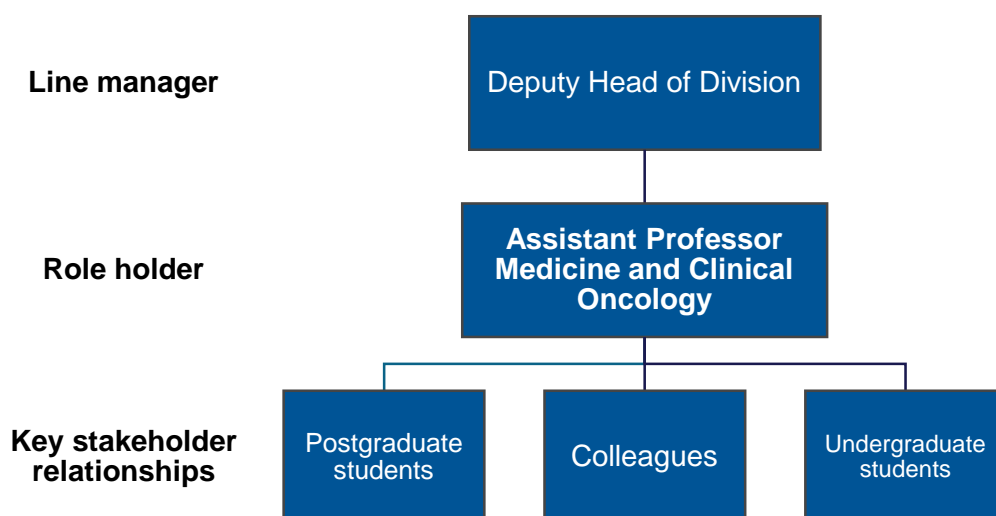 Line manager
Deputy Head of Division
Role holder
Assistant Professor
Medicine and Clinical
Oncology
Key stakeholder
relationships
Postgraduate
students
Colleagues
Undergraduate
students